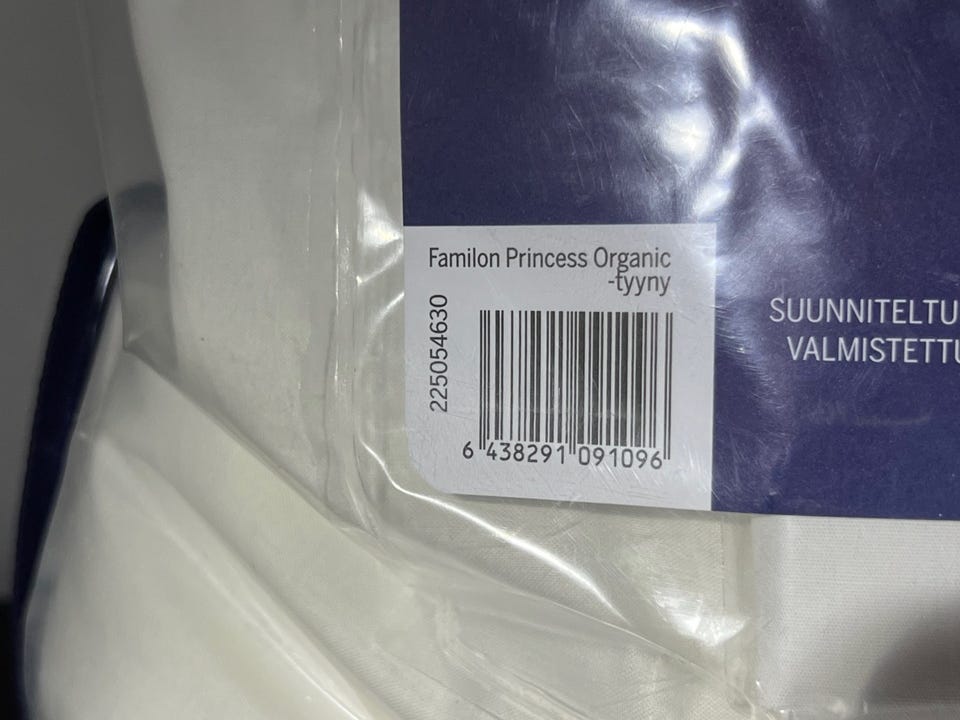 Familon Princess Organic
-tyyny
225054630
6 438291 091096
SUUNNITELTU
VALMISTETTU